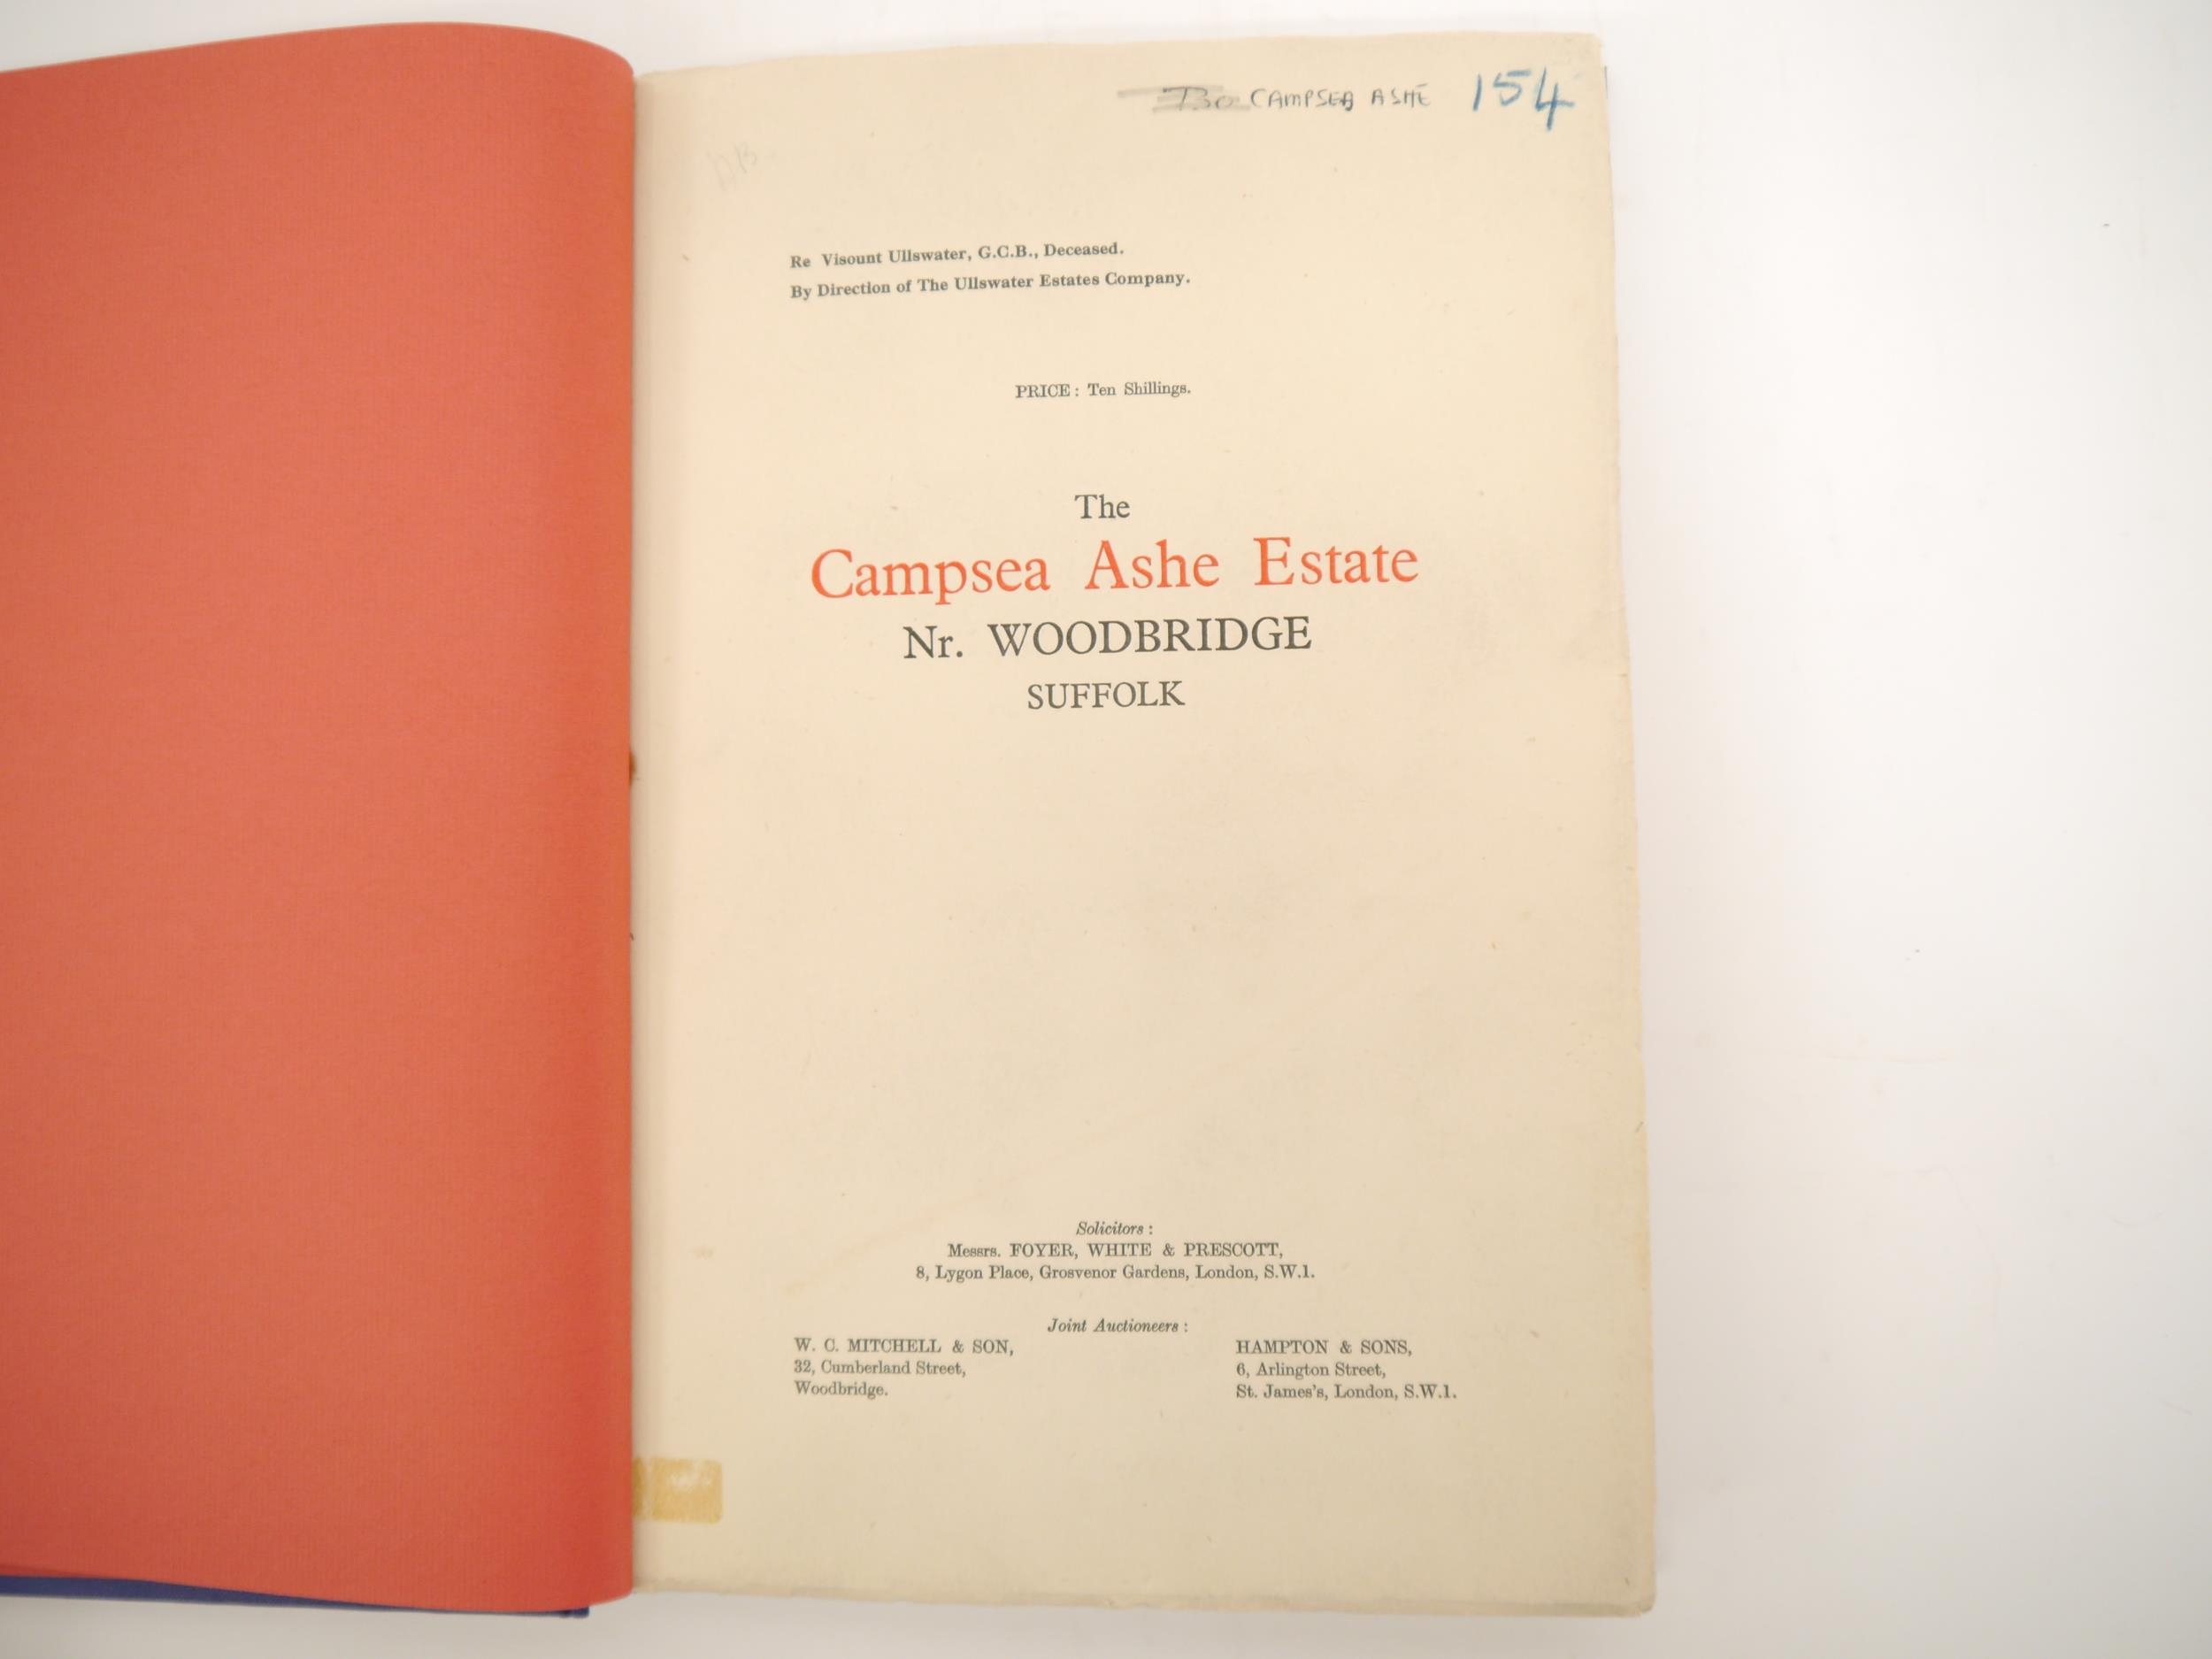 CAMPSEA ASHE 154
Re Visount Ullswater, G.C.B., Deceased.
By Direction of The Ullswater Estates Company.
PRICE : Ten Shillings.
The
Campsea Ashe Estate
Nr. WOODBRIDGE
SUFFOLK
Solicitors :
Messrs. FOYER, WHITE & PRESCOTT,
8, Lygon Place, Grosvenor Gardens, London, S.W.1.
Joint Auctioneers :
W. C. MITCHELL & SON,
32, Cumberland Street,
Woodbridge.
HAMPTON & SONS,
6, Arlington Street,
St. James's, London, S.W.1.